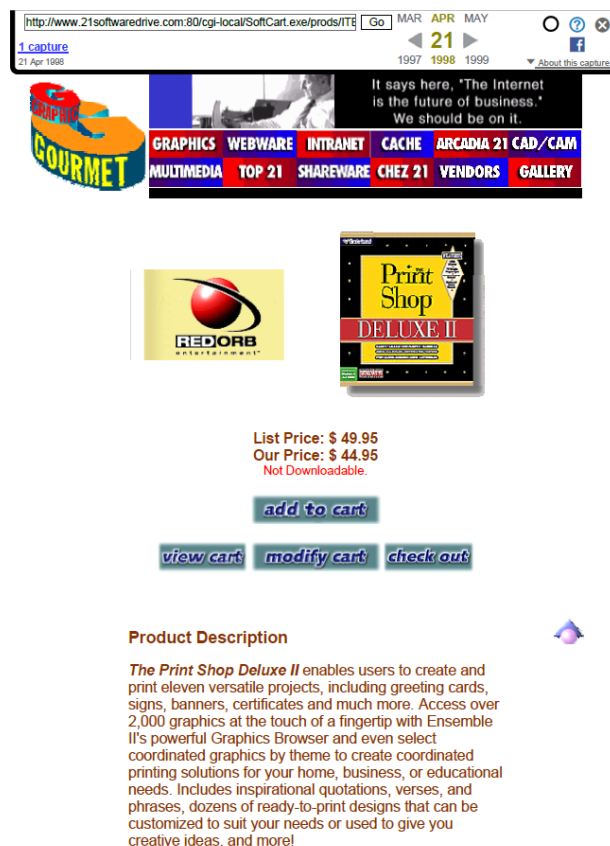 http://www.21softwaredrive.com:80/cgi-local/SoftCart.exe/prods/ITE
Go
MAR APR MAY
21
1997 1998 1999
1 capture
21 Apr 1998
About this capture
It says here, "The Internet
is the future of business."
We should be on it.
GRAPHIC
GOURMET
GRAPHICS WEBWARE INTRANET CACHE ARCADIA 21 CAD/CAM
MULTIMEDIA TOP 21 SHAREWARE CHEZ 21 VENDORS GALLERY
Brøderbund
The
Print
Shop
DELUXE II
REDORB
entertainment™
List Price: $ 49.95
Our Price: $ 44.95
Not Downloadable.
add to cart
view cart modify cart check out
Product Description
The Print Shop Deluxe II enables users to create and
print eleven versatile projects, including greeting cards,
signs, banners, certificates and much more. Access over
2,000 graphics at the touch of a fingertip with Ensemble
II's powerful Graphics Browser and even select
coordinated graphics by theme to create coordinated
printing solutions for your home, business, or educational
needs. Includes inspirational quotations, verses, and
phrases, dozens of ready-to-print designs that can be
customized to suit your needs or used to give you
creative ideas, and more!